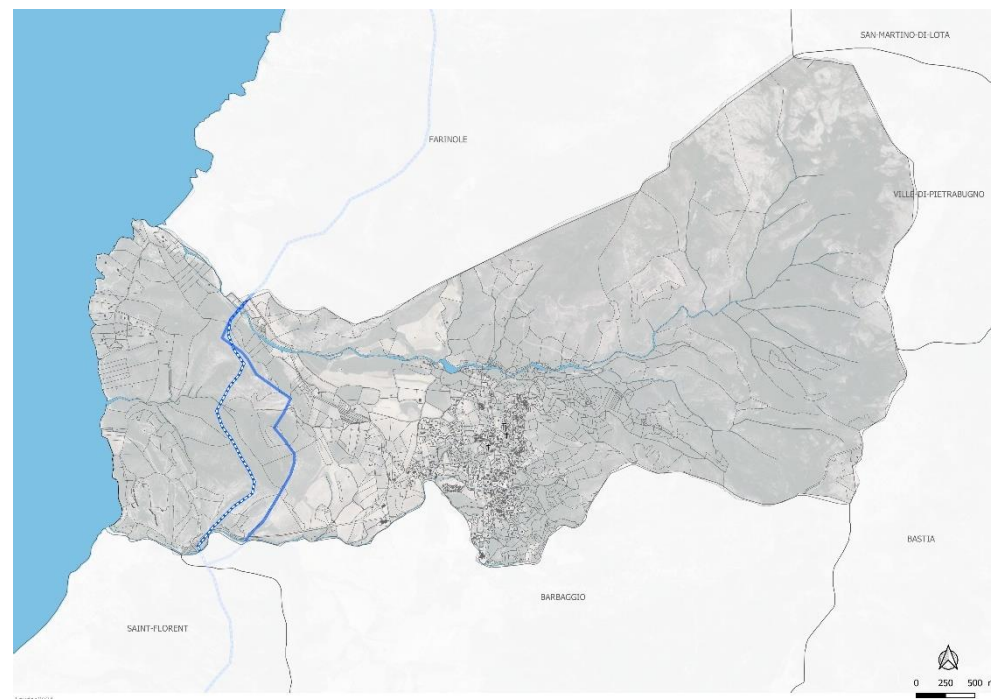 SAN-MARTINO-DI-LOTA
FARINOLE
VILLE-DI-PIETRABUGNO
BASTIA
BARBAGGIO
SAINT-FLORENT
0 250 500 m